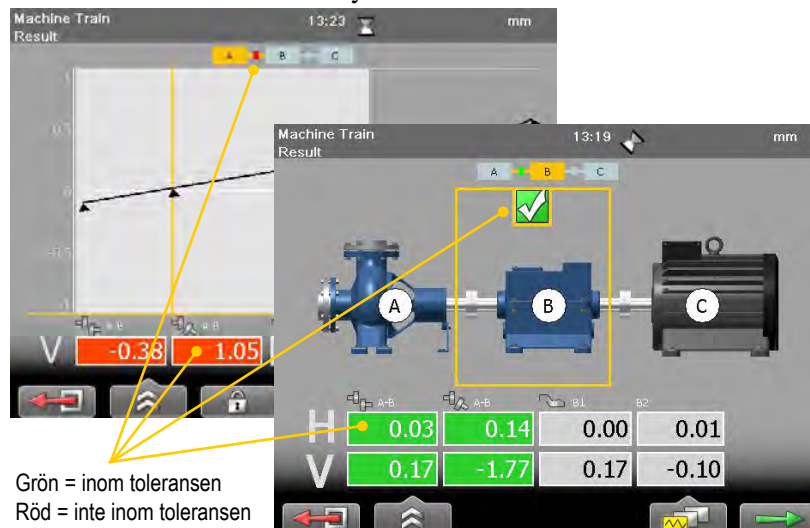 Machine Train
Result
13:23
mm
A B C
1
0.5
0
-0.5
-1
A-B
A-B
V -0.38 1.05
Machine Train
Result
13:19
mm
A B C
A
B
C
A-B A-B B1 B2
H 0.03 0.14 0.00 0.01
V 0.17 -1.77 0.17 -0.10
Grön = inom toleransen
Röd = inte inom toleransen